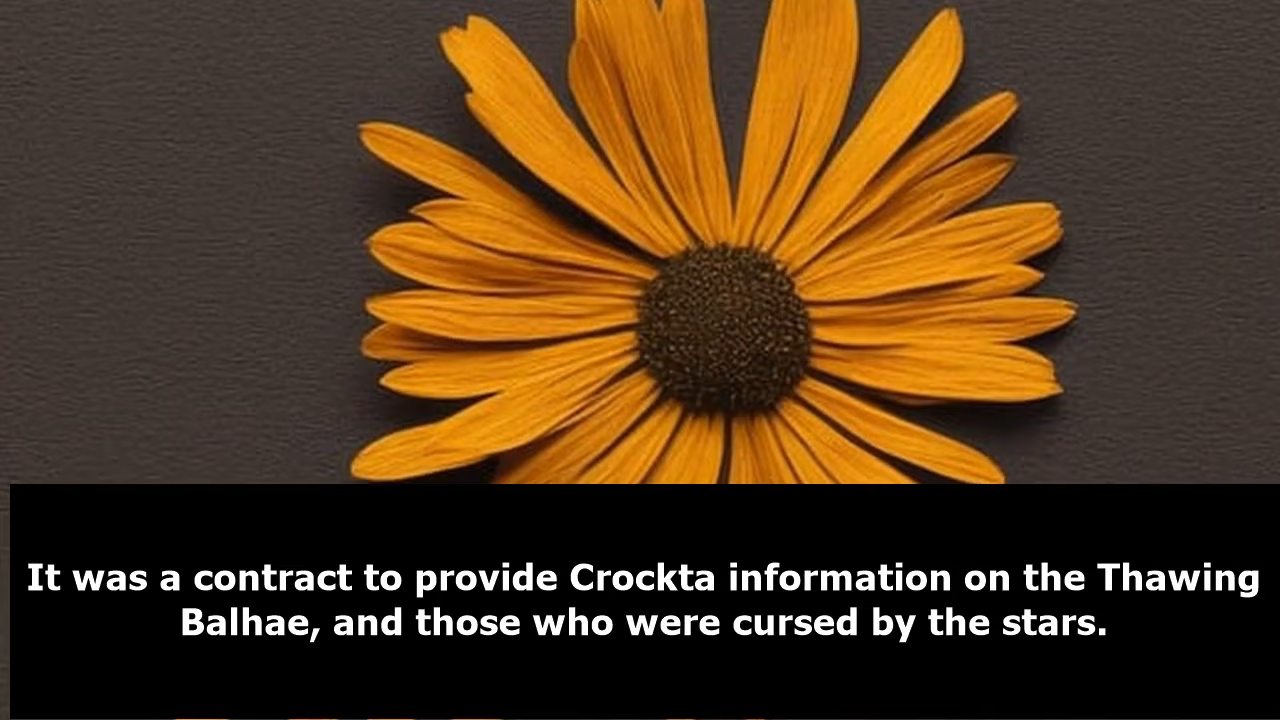 It was a contract to provide Crockta information on the Thawing
Balhae, and those who were cursed by the stars.